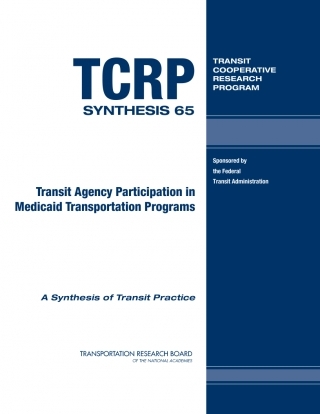 TCRP
SYNTHESIS 65
TRANSIT
COOPERATIVE
RESEARCH
PROGRAM
Sponsored by
the Federal
Transit Administration
Transit Agency Participation in
Medicaid Transportation Programs
A Synthesis of Transit Practice
TRANSPORTATION RESEARCH BOARD
OF THE NATIONAL ACADEMIES